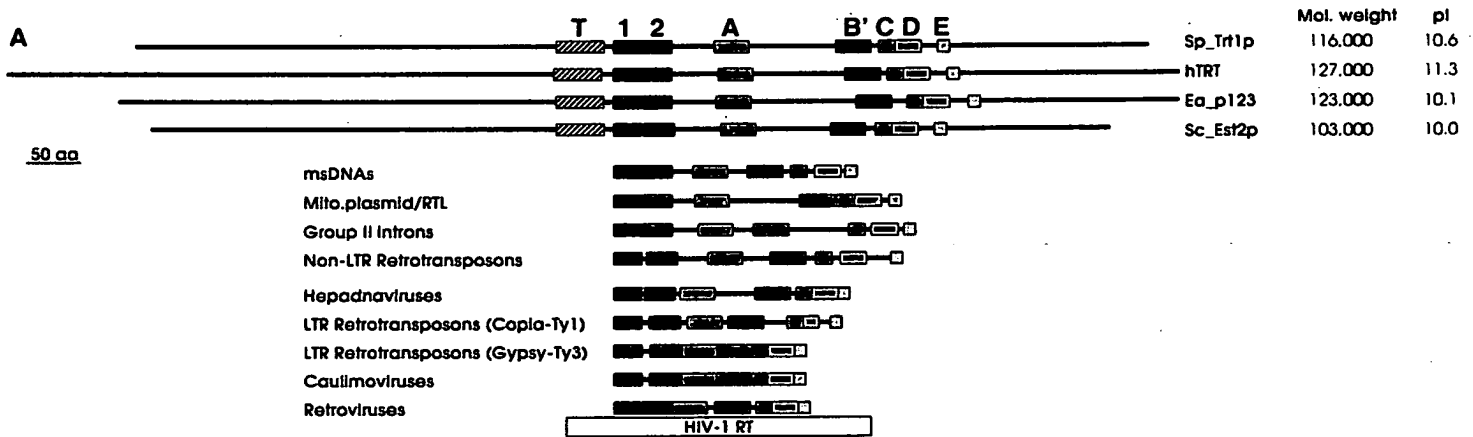 A
T 1 2 A B' C D E
Mol. weight pI
Sp_Trt1p 116.000 10.6
hTRT 127.000 11.3
Ea_p123 123.000 10.1
Sc_Est2p 103.000 10.0
50 aa
msDNAs
Mito.plasmid/RTL
Group II Introns
Non-LTR Retrotransposons
Hepadnaviruses
LTR Retrotransposons (Copia-Ty1)
LTR Retrotransposons (Gypsy-Ty3)
Caulimoviruses
Retroviruses
HIV-1 RT